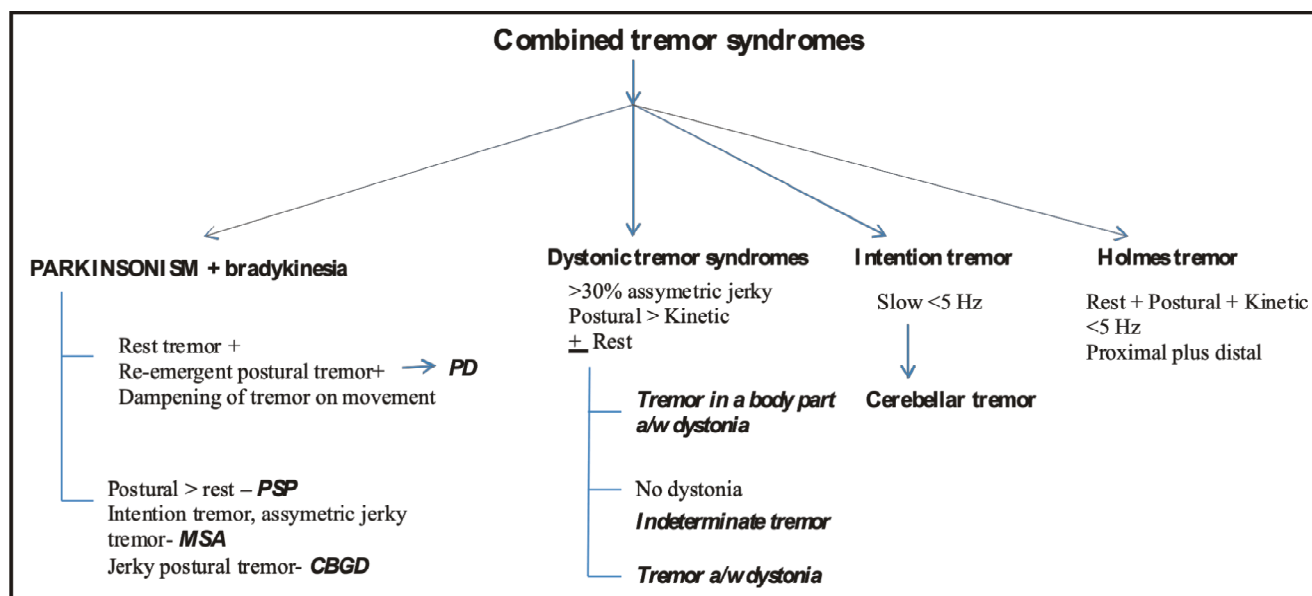 Combined tremor syndromes
PARKINSONISM + bradykinesia
Rest tremor +
Re-emergent postural tremor+
Dampening of tremor on movement
PD
Postural > rest – PSP
Intention tremor, assymetric jerky
tremor- MSA
Jerky postural tremor- CBGD
Dystonic tremor syndromes
>30% assymetric jerky
Postural > Kinetic
+ Rest
Tremor in a body part
a/w dystonia
No dystonia
Indeterminate tremor
Tremor a/w dystonia
Intention tremor
Slow <5 Hz
Cerebellar tremor
Holmes tremor
Rest + Postural + Kinetic
<5 Hz
Proximal plus distal